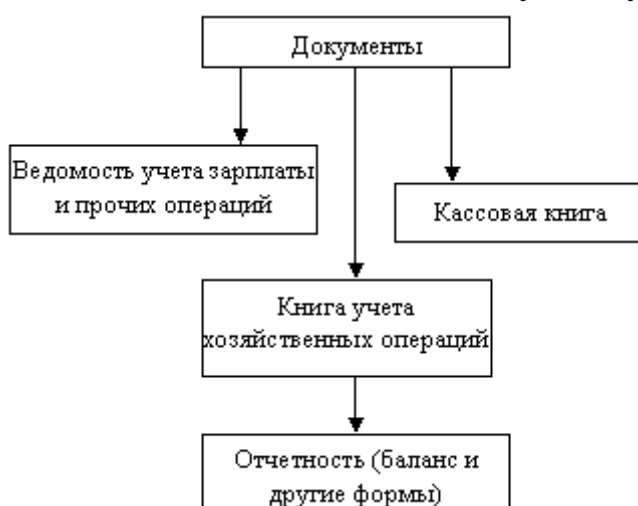 Документы
Ведомость учета зарплаты
и прочих операций
Кассовая книга
Книга учета
хозяйственных операций
Отчетность (баланс и
другие формы)